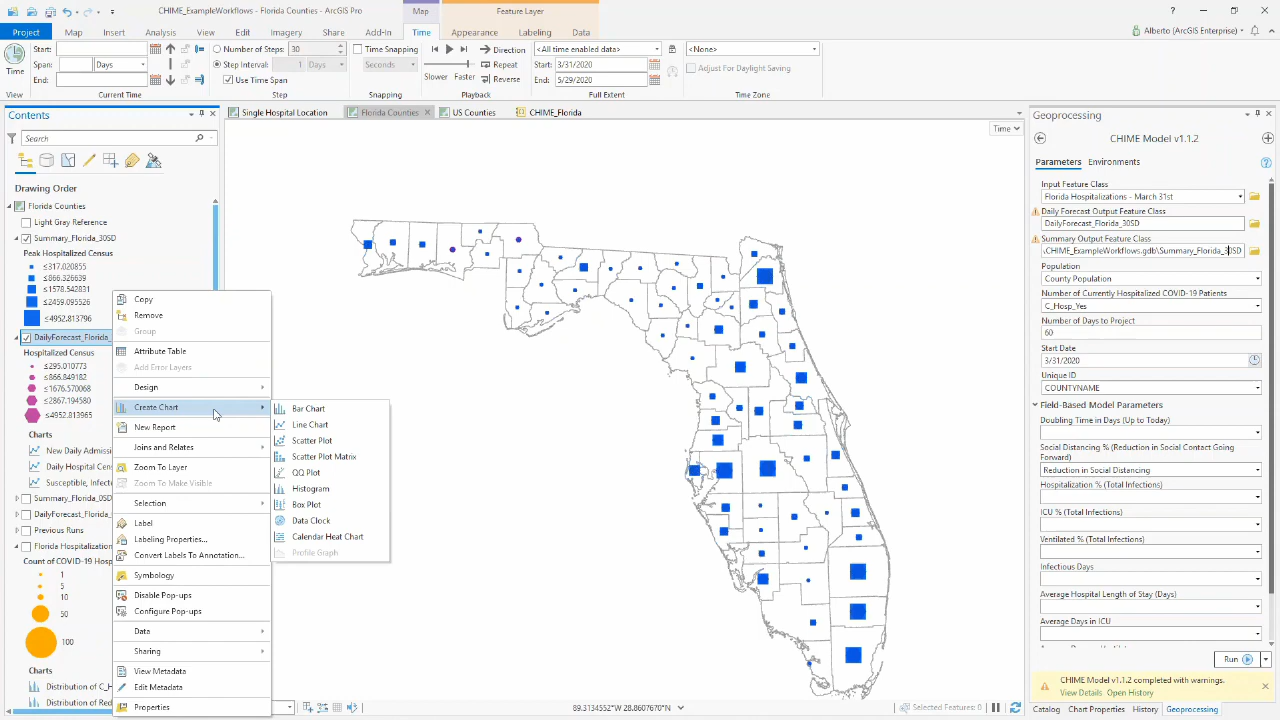 CHIME_ExampleWorkflows - Florida Counties - ArcGIS Pro
Map
Feature Layer
?
Project
Map
Insert
Analysis
View
Edit
Imagery
Share
Add-In
Time
Appearance
Labeling
Data
Alberto (ArcGIS Enterprise)
Time
View
Start:
Span:
Days
End:
Current Time
Number of Steps: 30
Step Interval: 1 Days
Use Time Span
Step
Time Snapping
Seconds
Snapping
Slower Faster
Direction
Repeat
Reverse
Playback
<All time enabled data>
Start: 3/31/2020
End: 5/29/2020
Full Extent
<None>
Adjust For Daylight Saving
Time Zone
Contents
Search
Drawing Order
Florida Counties
Light Gray Reference
Summary_Florida_30SD
Peak Hospitalized Census
≤317.020855
≤866.326639
≤1578.542831
≤2459.095526
≤4952.813796
DailyForecast_Florida_
Hospitalized Census
≤295.010773
≤866.849182
≤1676.570068
≤2867.194580
≤4952.813965
Charts
New Daily Admissi
Daily Hospital Cens
Susceptible, Infecte
Summary_Florida_0SD
DailyForecast_Florida_0
Previous Runs
Florida Hospitalization
Count of COVID-19 Hosp
1
5
10
50
100
Charts
Distribution of C_H
Distribution of Red
Copy
Remove
Group
Attribute Table
Add Error Layers
Design
Create Chart
New Report
Joins and Relates
Zoom To Layer
Zoom To Make Visible
Selection
Label
Labeling Properties...
Convert Labels To Annotation...
Symbology
Disable Pop-ups
Configure Pop-ups
Data
Sharing
View Metadata
Edit Metadata
Properties
Bar Chart
Line Chart
Scatter Plot
Scatter Plot Matrix
QQ Plot
Histogram
Box Plot
Data Clock
Calendar Heat Chart
Profile Graph
Single Hospital Location
Florida Counties
US Counties
CHIME_Florida
Time
89.3134552°W 28.8607670°N
Selected Features: 0
Geoprocessing
CHIME Model v1.1.2
Parameters Environments
Input Feature Class
Florida Hospitalizations - March 31st
Daily Forecast Output Feature Class
DailyForecast_Florida_30SD
Summary Output Feature Class
.CHIME_ExampleWorkflows.gdb\Summary_Florida_30SD
Population
County Population
Number of Currently Hospitalized COVID-19 Patients
C_Hosp_Yes
Number of Days to Project
60
Start Date
3/31/2020
Unique ID
COUNTYNAME
Field-Based Model Parameters
Doubling Time in Days (Up to Today)
Social Distancing % (Reduction in Social Contact Going
Forward)
Reduction in Social Distancing
Hospitalization % (Total Infections)
ICU % (Total Infections)
Ventilated % (Total Infections)
Infectious Days
Average Hospital Length of Stay (Days)
Average Days in ICU
Run
CHIME Model v1.1.2 completed with warnings.
View Details Open History
Catalog
Chart Properties
History
Geoprocessing